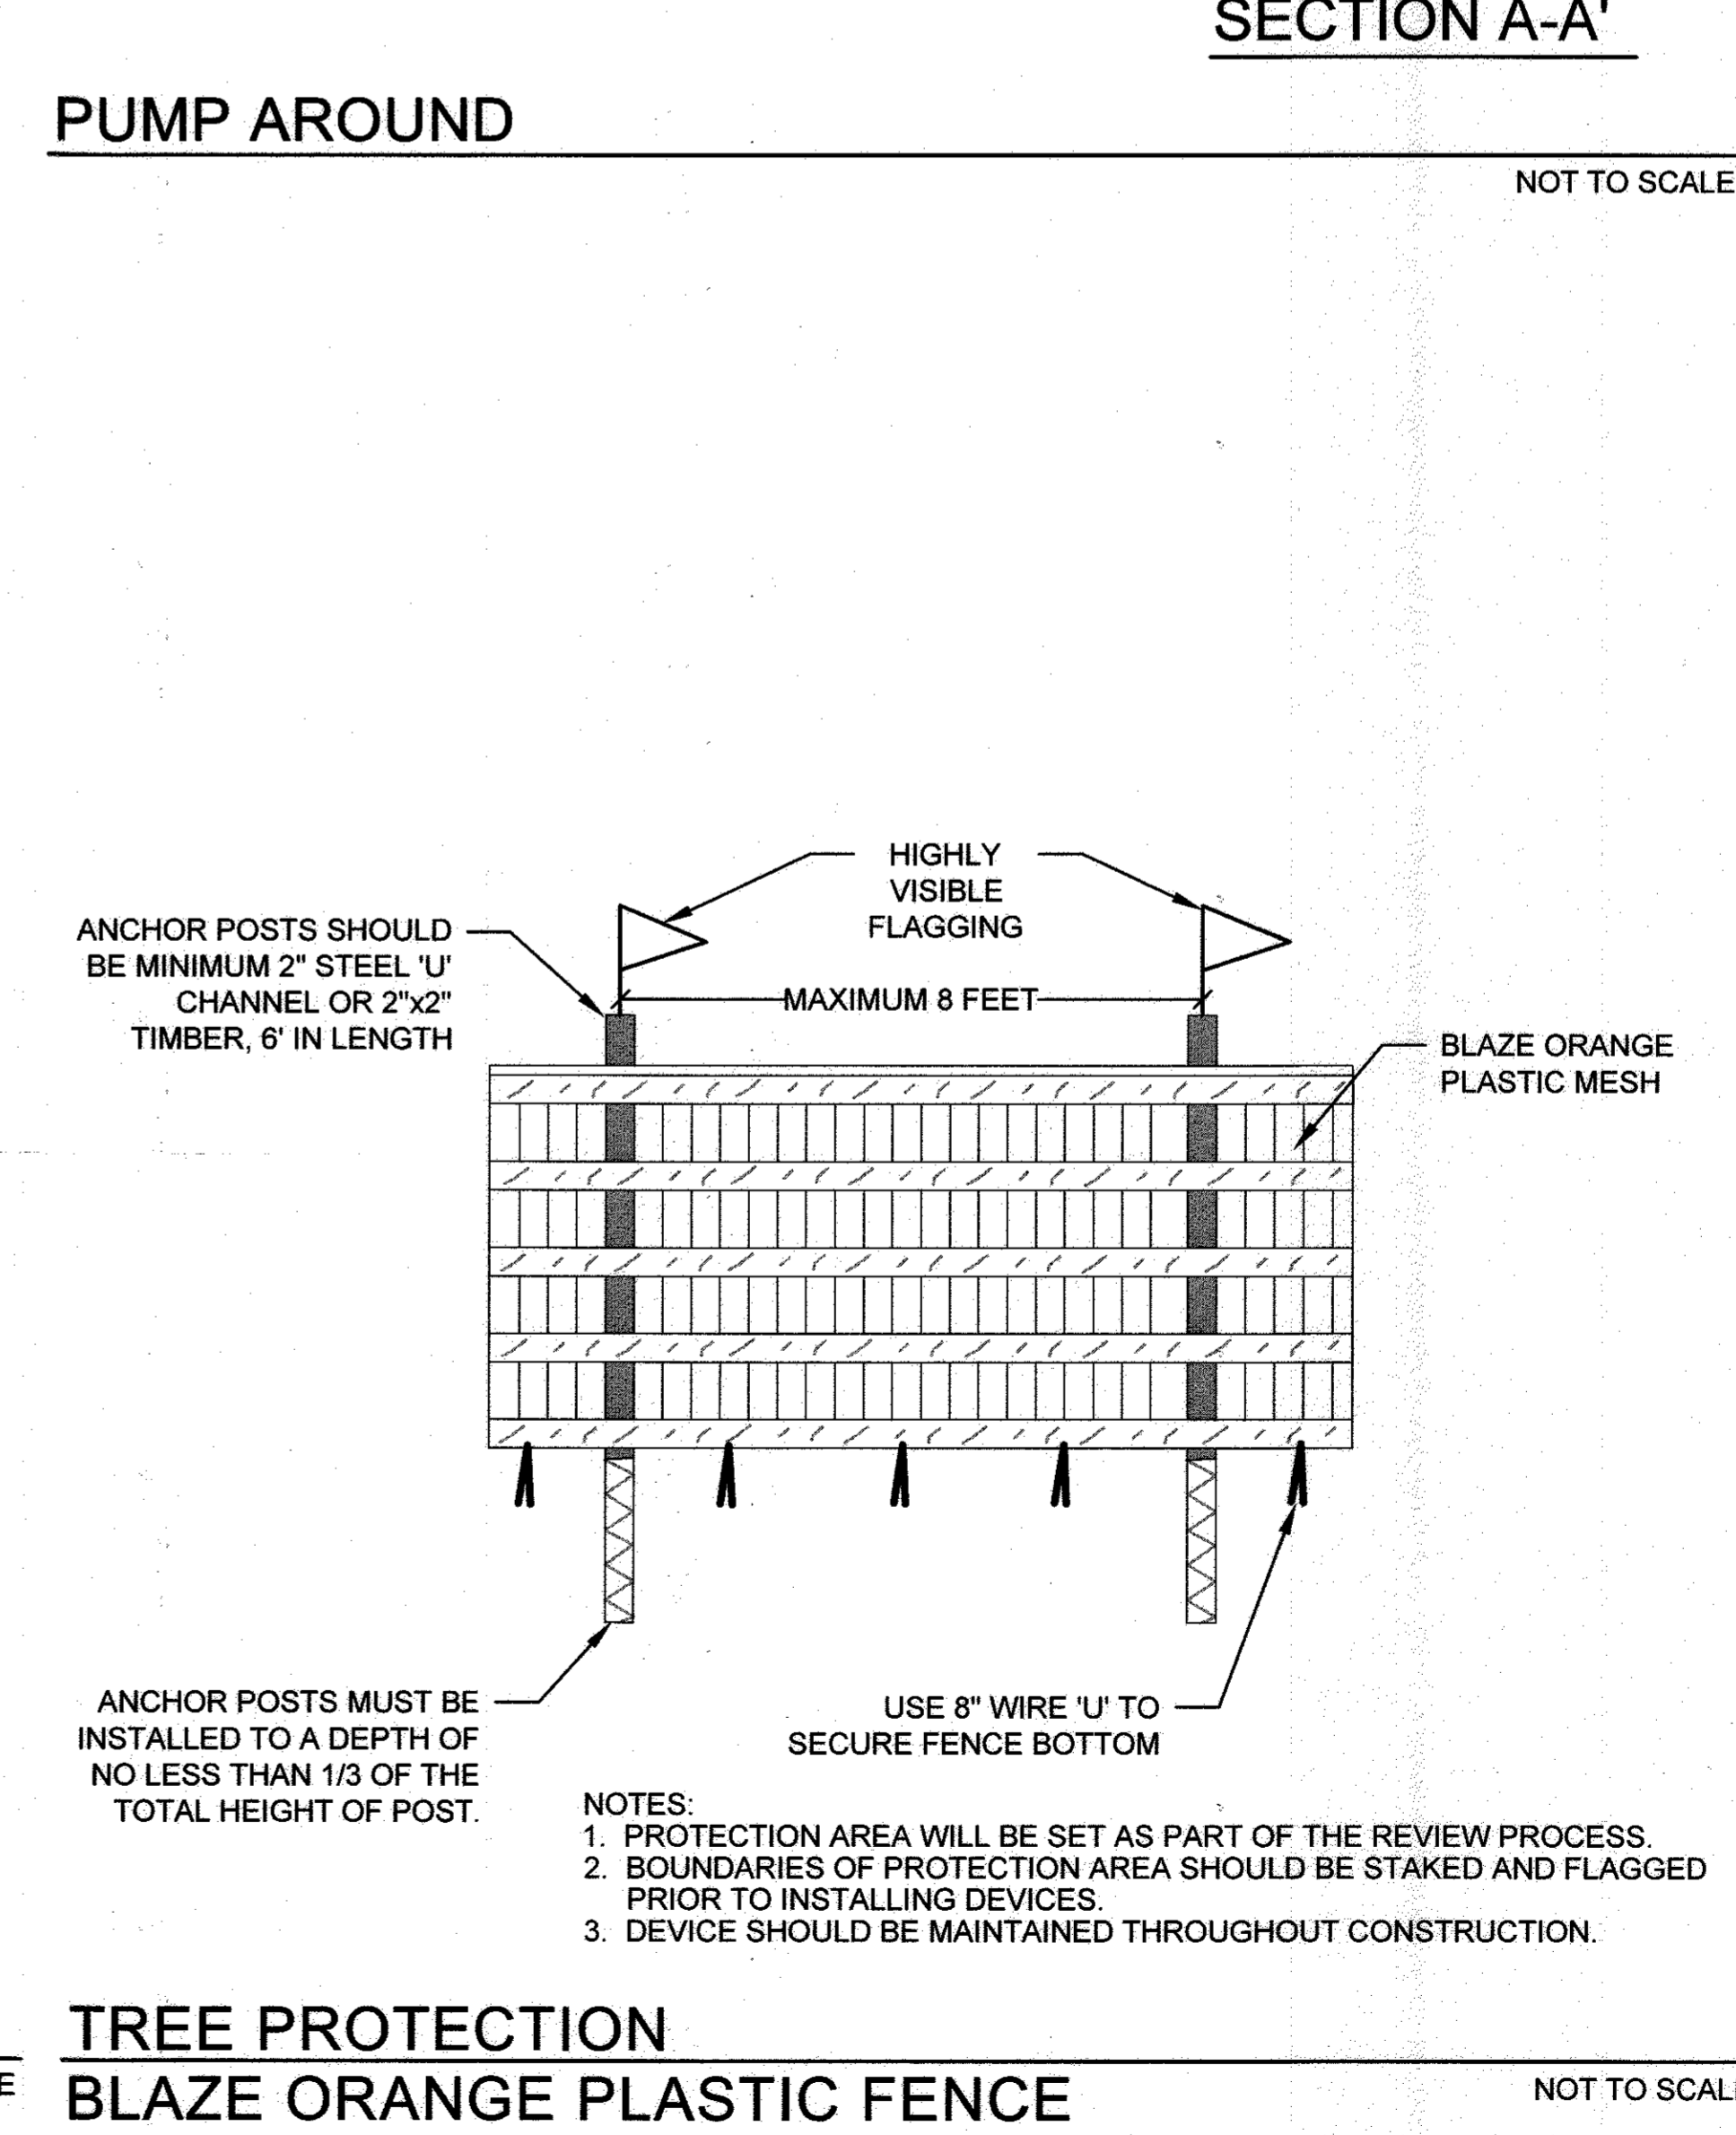 SECTION A-A'
PUMP AROUND
NOT TO SCALE
HIGHLY
VISIBLE
FLAGGING
ANCHOR POSTS SHOULD
BE MINIMUM 2" STEEL 'U'
CHANNEL OR 2"x2"
TIMBER, 6' IN LENGTH
MAXIMUM 8 FEET
BLAZE ORANGE
PLASTIC MESH
ANCHOR POSTS MUST BE
INSTALLED TO A DEPTH OF
NO LESS THAN 1/3 OF THE
TOTAL HEIGHT OF POST.
USE 8" WIRE 'U' TO
SECURE FENCE BOTTOM
NOTES:
1. PROTECTION AREA WILL BE SET AS PART OF THE REVIEW PROCESS.
2. BOUNDARIES OF PROTECTION AREA SHOULD BE STAKED AND FLAGGED
PRIOR TO INSTALLING DEVICES.
3. DEVICE SHOULD BE MAINTAINED THROUGHOUT CONSTRUCTION.
TREE PROTECTION
E
BLAZE ORANGE PLASTIC FENCE
NOT TO SCAL